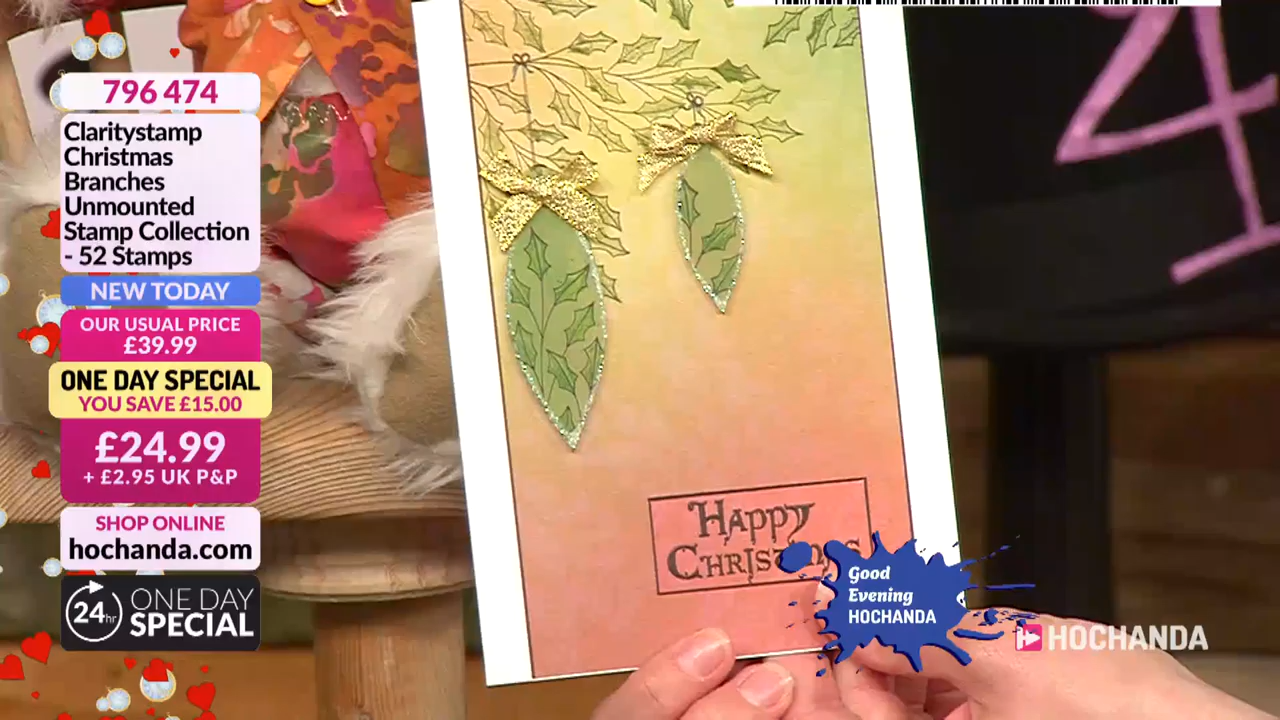 796 474
Claritystamp
Christmas
Branches
Unmounted
Stamp Collection
- 52 Stamps
NEW TODAY
OUR USUAL PRICE
£39.99
ONE DAY SPECIAL
YOU SAVE £15.00
£24.99
+ £2.95 UK P&P
SHOP ONLINE
hochanda.com
24hr ONE DAY
SPECIAL
4
HAPPY
CHRISTMAS
Good
Evening
HOCHANDA
HOCHANDA